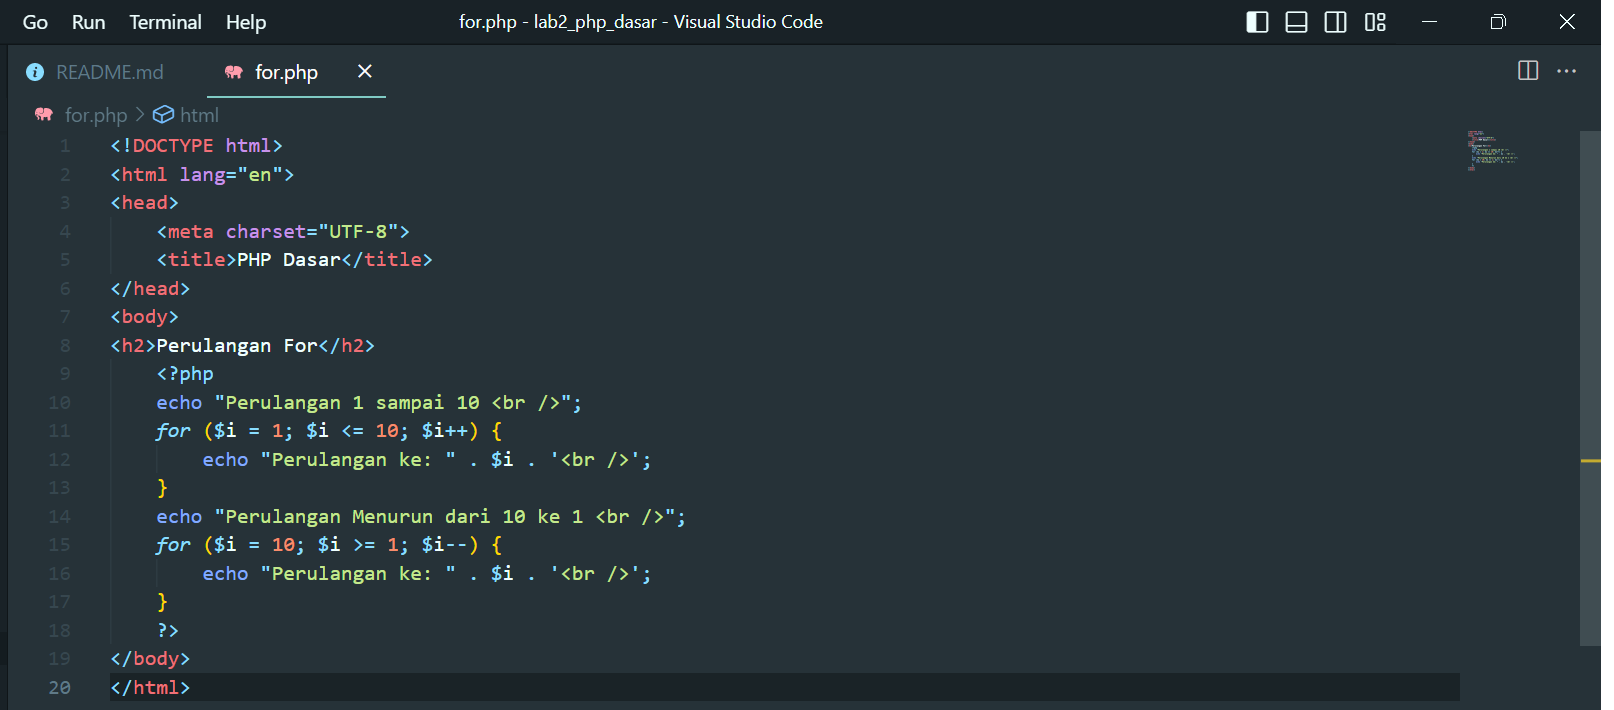 Go Run Terminal Help for.php - lab2_php_dasar - Visual Studio Code
README.md for.php
for.php > html
1 <!DOCTYPE html>
2 <html lang="en">
3 <head>
4 <meta charset="UTF-8">
5 <title>PHP Dasar</title>
6 </head>
7 <body>
8 <h2>Perulangan For</h2>
9 <?php
10 echo "Perulangan 1 sampai 10 <br />";
11 for ($i = 1; $i <= 10; $i++) {
12 echo "Perulangan ke: " . $i . '<br />';
13 }
14 echo "Perulangan Menurun dari 10 ke 1 <br />";
15 for ($i = 10; $i >= 1; $i--) {
16 echo "Perulangan ke: " . $i . '<br />';
17 }
18 ?>
19 </body>
20 </html>